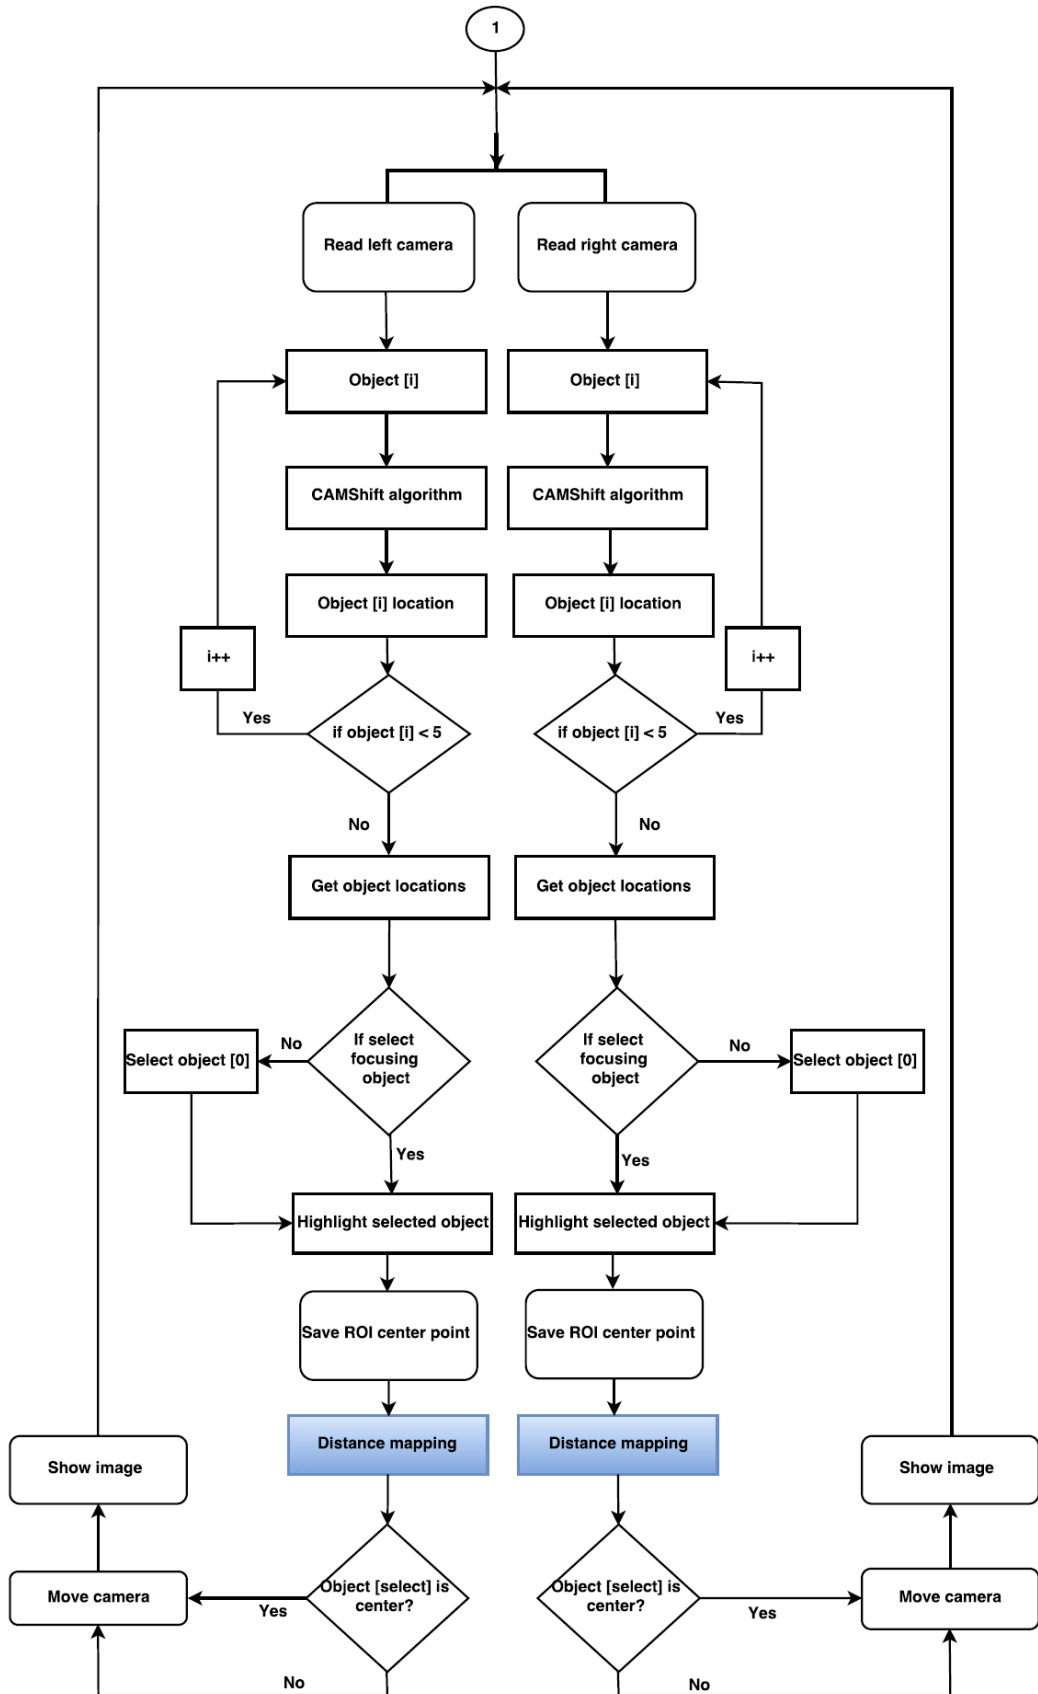 1
Read left camera
Read right camera
Object [i]
Object [i]
CAMShift algorithm
CAMShift algorithm
Object [i] location
Object [i] location
i++
i++
Yes
if object [i] < 5
if object [i] < 5
Yes
No
No
Get object locations
Get object locations
Select object [0]
No
If select
focusing
object
If select
focusing
object
No
Select object [0]
Yes
Yes
Highlight selected object
Highlight selected object
Save ROI center point
Save ROI center point
Distance mapping
Distance mapping
Show image
Show image
Move camera
Yes
Object [select] is
center?
Object [select] is
center?
Yes
Move camera
No
No